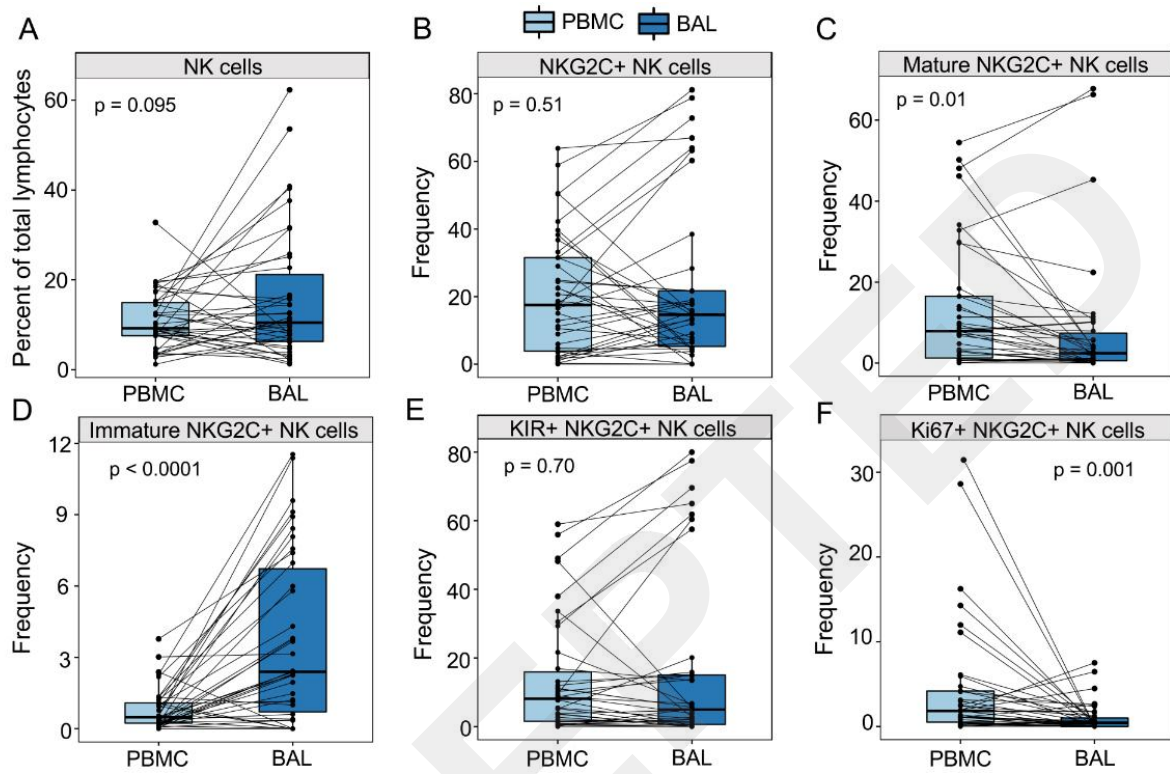 PBMC BAL
A B C
NK cells
NKG2C+ NK cells
Mature NKG2C+ NK cells
p = 0.095
p = 0.51
p = 0.01
Percent of total lymphocytes
60
40
20
0
Frequency
80
60
40
20
0
Frequency
60
40
20
0
PBMC BAL
PBMC BAL
PBMC BAL
D E F
Immature NKG2C+ NK cells
KIR+ NKG2C+ NK cells
Ki67+ NKG2C+ NK cells
p < 0.0001
p = 0.70
p = 0.001
Frequency
12
9
6
3
0
Frequency
80
60
40
20
0
Frequency
30
20
10
0
PBMC BAL
PBMC BAL
PBMC BAL
EPTED